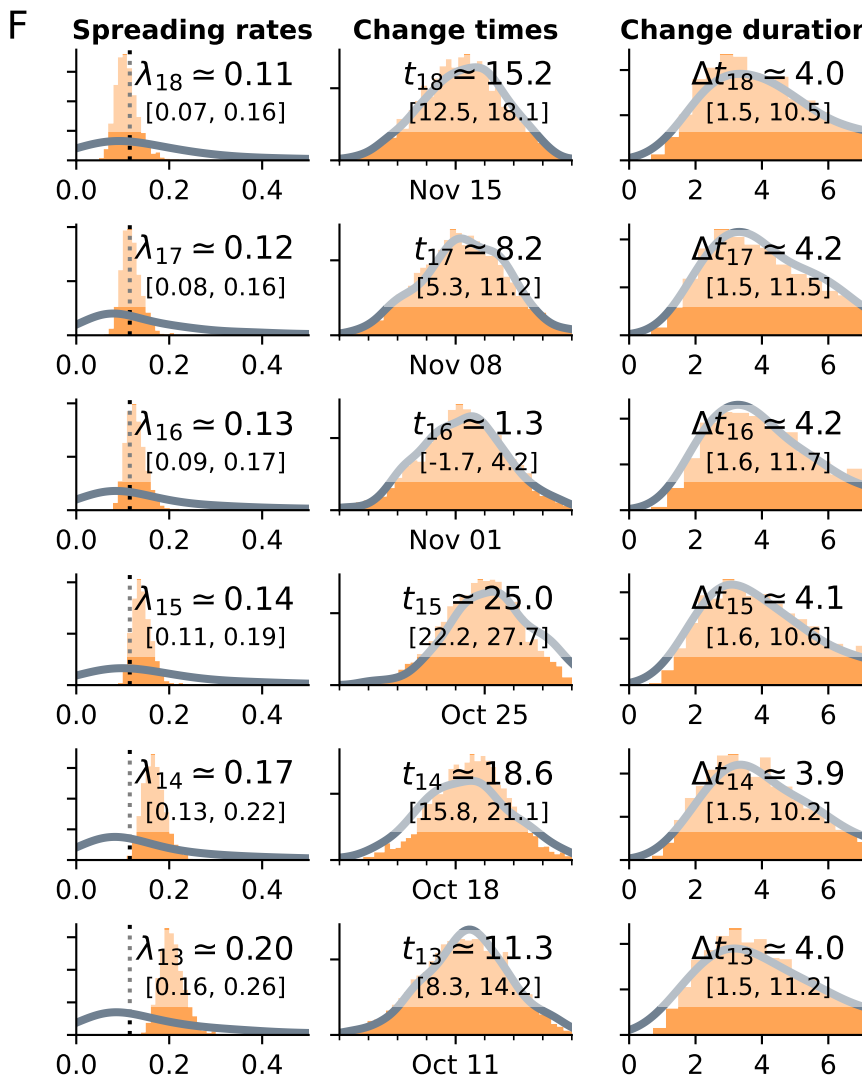 F
Spreading rates Change times Change duration
λ18 ≃ 0.11 t18 ≃ 15.2 Δt18 ≃ 4.0
[0.07, 0.16] [12.5, 18.1] [1.5, 10.5]
0.0 0.2 0.4 Nov 15 0 2 4 6
λ17 ≃ 0.12 t17 ≃ 8.2 Δt17 ≃ 4.2
[0.08, 0.16] [5.3, 11.2] [1.5, 11.5]
0.0 0.2 0.4 Nov 08 0 2 4 6
λ16 ≃ 0.13 t16 ≃ 1.3 Δt16 ≃ 4.2
[0.09, 0.17] [-1.7, 4.2] [1.6, 11.7]
0.0 0.2 0.4 Nov 01 0 2 4 6
λ15 ≃ 0.14 t15 ≃ 25.0 Δt15 ≃ 4.1
[0.11, 0.19] [22.2, 27.7] [1.6, 10.6]
0.0 0.2 0.4 Oct 25 0 2 4 6
λ14 ≃ 0.17 t14 ≃ 18.6 Δt14 ≃ 3.9
[0.13, 0.22] [15.8, 21.1] [1.5, 10.2]
0.0 0.2 0.4 Oct 18 0 2 4 6
λ13 ≃ 0.20 t13 ≃ 11.3 Δt13 ≃ 4.0
[0.16, 0.26] [8.3, 14.2] [1.5, 11.2]
0.0 0.2 0.4 Oct 11 0 2 4 6